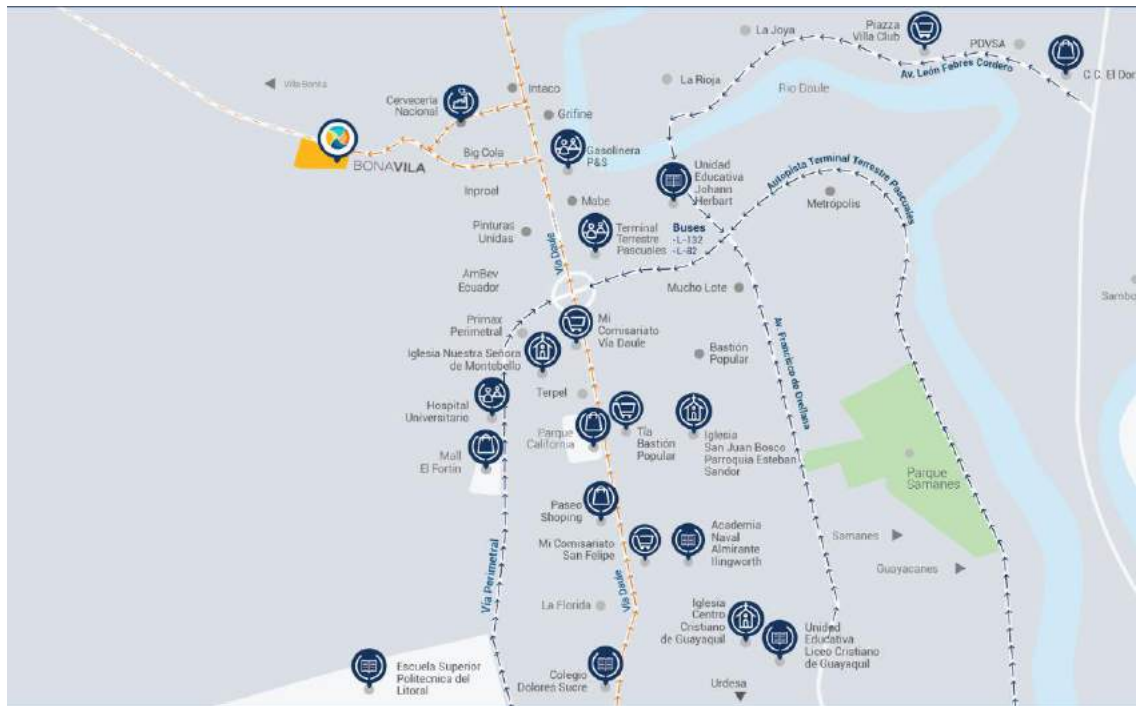 La Joya
Piazza
Villa Club
PDVSA
Av. León Febres Cordero
C.C. El Dor
La Rioja
Rio Daule
Villa Bonita
Intaco
Cervecería
Nacional
Grifine
BONAVILA
Big Cola
Gasolinera
P&S
Inproel
Unidad
Educativa
Johann
Herbart
Autopista Terminal Terrestre Pascuales
Metrópolis
Mabe
Pinturas
Unidas
Terminal
Terrestre
Pascuales
Buses
-L-132
-L-82
Vía Daule
AmBev
Ecuador
Mucho Lote
Sambo
Primax
Perimetral
Mi
Comisariato
Vía Daule
Av. Francisco de Orellana
Iglesia Nuestra Señora
de Montebello
Bastión
Popular
Terpel
Hospital
Universitario
Parque
California
Tía
Bastión
Popular
Iglesia
San Juan Bosco
Parroquia Esteban
Sandor
Mall
El Fortín
Parque
Samanes
Paseo
Shoping
Mi Comisariato
San Felipe
Academia
Naval
Almirante
Ilingworth
Samanes
Guayacanes
Vía Perimetral
Vía Daule
La Florida
Iglesia
Centro
Cristiano
de Guayaquil
Unidad
Educativa
Liceo Cristiano
de Guayaquil
Escuela Superior
Politecnica del
Litoral
Colegio
Dolores Sucre
Urdesa